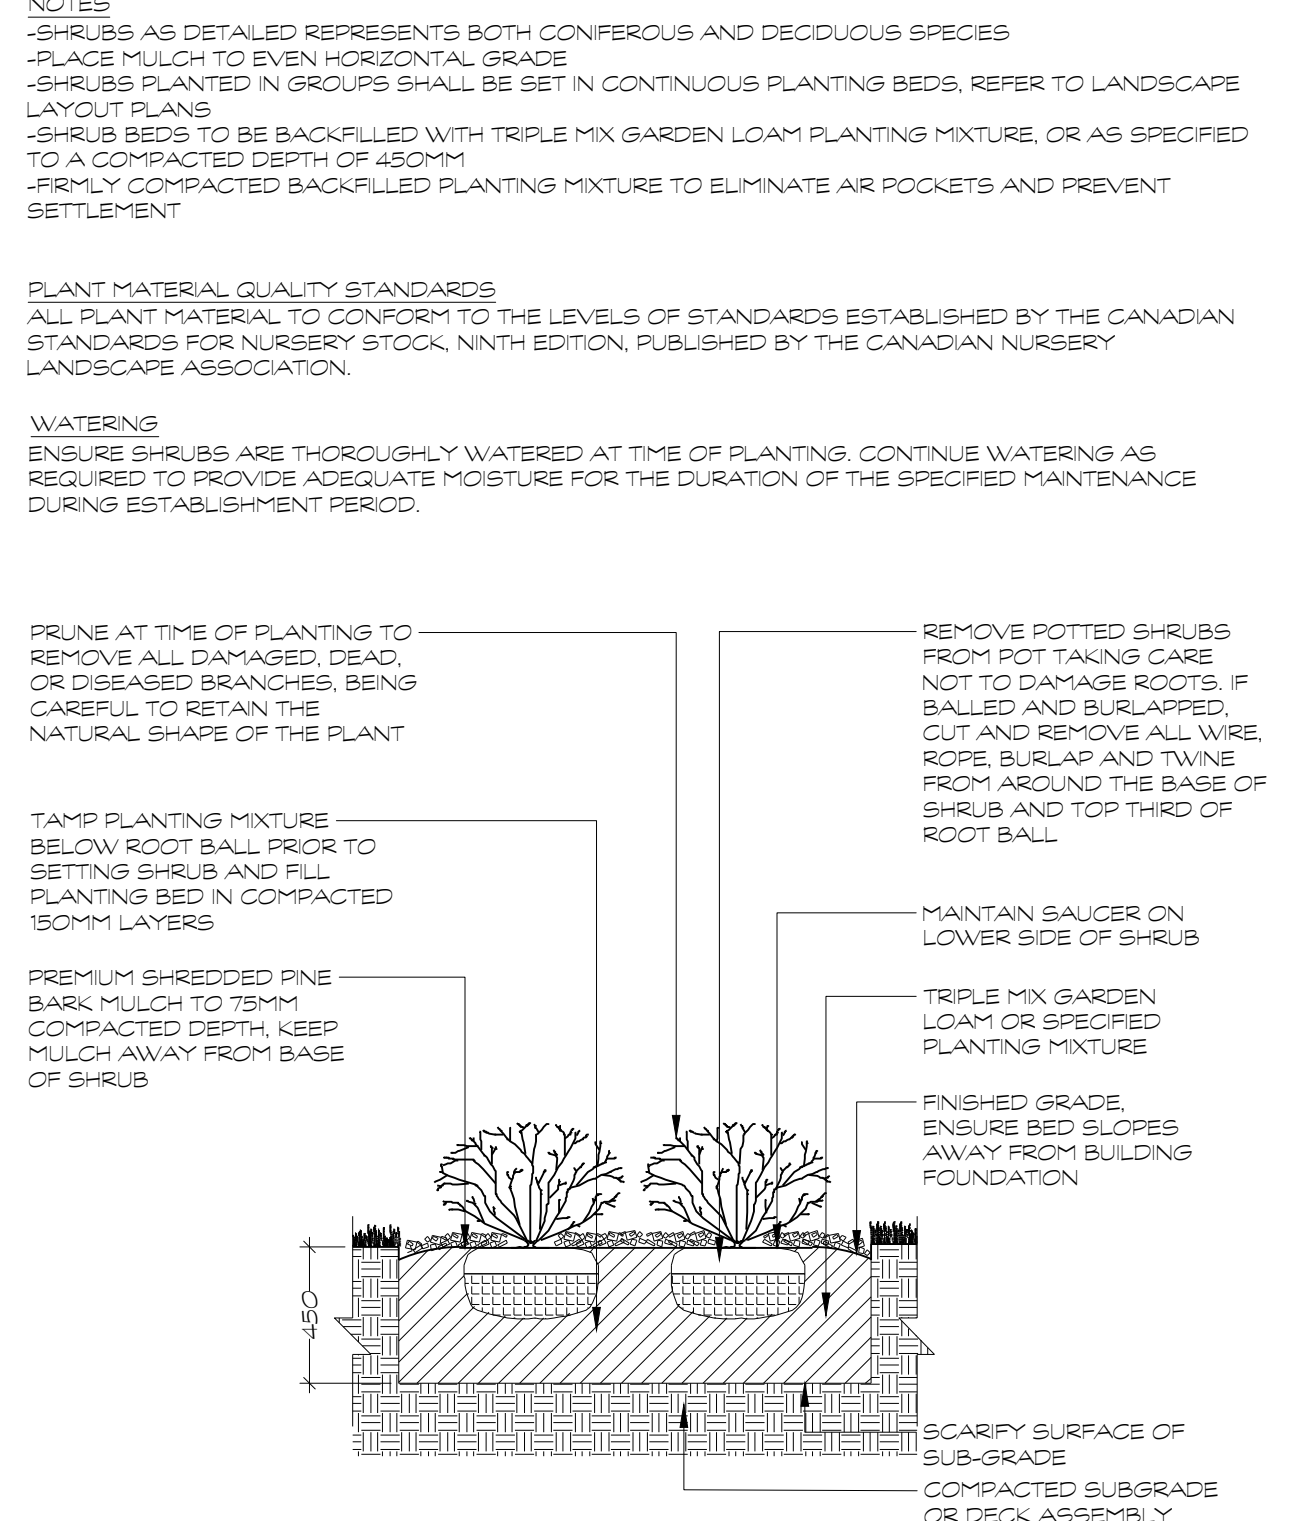 NOTES
-SHRUBS AS DETAILED REPRESENTS BOTH CONIFEROUS AND DECIDUOUS SPECIES
-PLACE MULCH TO EVEN HORIZONTAL GRADE
-SHRUBS PLANTED IN GROUPS SHALL BE SET IN CONTINUOUS PLANTING BEDS, REFER TO LANDSCAPE
LAYOUT PLANS
-SHRUB BEDS TO BE BACKFILLED WITH TRIPLE MIX GARDEN LOAM PLANTING MIXTURE, OR AS SPECIFIED
TO A COMPACTED DEPTH OF 450MM
-FIRMLY COMPACTED BACKFILLED PLANTING MIXTURE TO ELIMINATE AIR POCKETS AND PREVENT
SETTLEMENT
PLANT MATERIAL QUALITY STANDARDS
ALL PLANT MATERIAL TO CONFORM TO THE LEVELS OF STANDARDS ESTABLISHED BY THE CANADIAN
STANDARDS FOR NURSERY STOCK, NINTH EDITION, PUBLISHED BY THE CANADIAN NURSERY
LANDSCAPE ASSOCIATION.
WATERING
ENSURE SHRUBS ARE THOROUGHLY WATERED AT TIME OF PLANTING. CONTINUE WATERING AS
REQUIRED TO PROVIDE ADEQUATE MOISTURE FOR THE DURATION OF THE SPECIFIED MAINTENANCE
DURING ESTABLISHMENT PERIOD.
PRUNE AT TIME OF PLANTING TO
REMOVE ALL DAMAGED, DEAD,
OR DISEASED BRANCHES, BEING
CAREFUL TO RETAIN THE
NATURAL SHAPE OF THE PLANT
TAMP PLANTING MIXTURE
BELOW ROOT BALL PRIOR TO
SETTING SHRUB AND FILL
PLANTING BED IN COMPACTED
150MM LAYERS
PREMIUM SHREDDED PINE
BARK MULCH TO 75MM
COMPACTED DEPTH, KEEP
MULCH AWAY FROM BASE
OF SHRUB
REMOVE POTTED SHRUBS
FROM POT TAKING CARE
NOT TO DAMAGE ROOTS. IF
BALLED AND BURLAPPED,
CUT AND REMOVE ALL WIRE,
ROPE, BURLAP AND TWINE
FROM AROUND THE BASE OF
SHRUB AND TOP THIRD OF
ROOT BALL
MAINTAIN SAUCER ON
LOWER SIDE OF SHRUB
TRIPLE MIX GARDEN
LOAM OR SPECIFIED
PLANTING MIXTURE
FINISHED GRADE,
ENSURE BED SLOPES
AWAY FROM BUILDING
FOUNDATION
450
SCARIFY SURFACE OF
SUB-GRADE
COMPACTED SUBGRADE
OR DECK ASSEMBLY